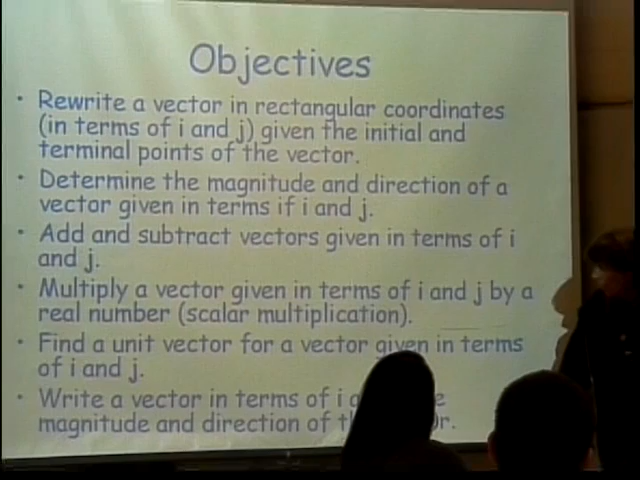 Objectives
• Rewrite a vector in rectangular coordinates
(in terms of i and j) given the initial and
terminal points of the vector.
• Determine the magnitude and direction of a
vector given in terms if i and j.
• Add and subtract vectors given in terms of i
and j.
• Multiply a vector given in terms of i and j by a
real number (scalar multiplication).
• Find a unit vector for a vector given in terms
of i and j.
• Write a vector in terms of i
magnitude and direction of